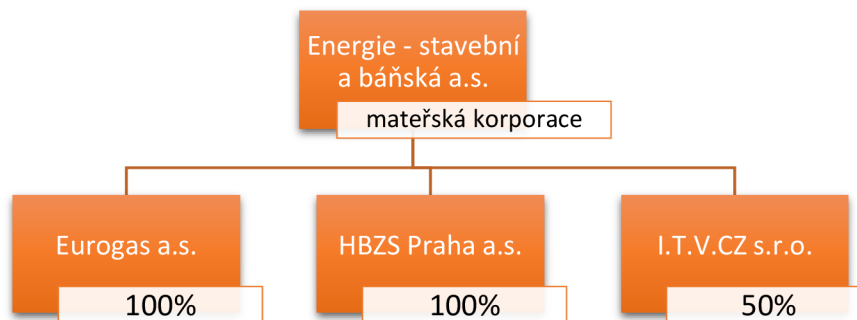 Energie - stavební
a báňská a.s.
mateřská korporace
Eurogas a.s.
HBZS Praha a.s.
I.T.V.CZ s.r.o.
100%
100%
50%